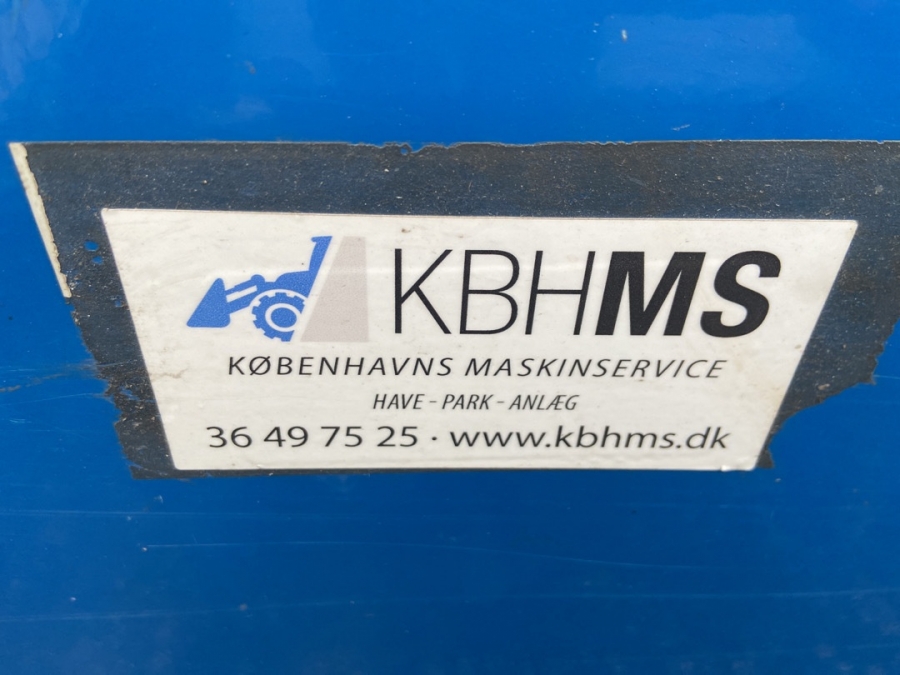 KBHMS
KØBENHAVNS MASKINSERVICE
HAVE - PARK - ANLÆG
36 49 75 25 · www.kbhms.dk